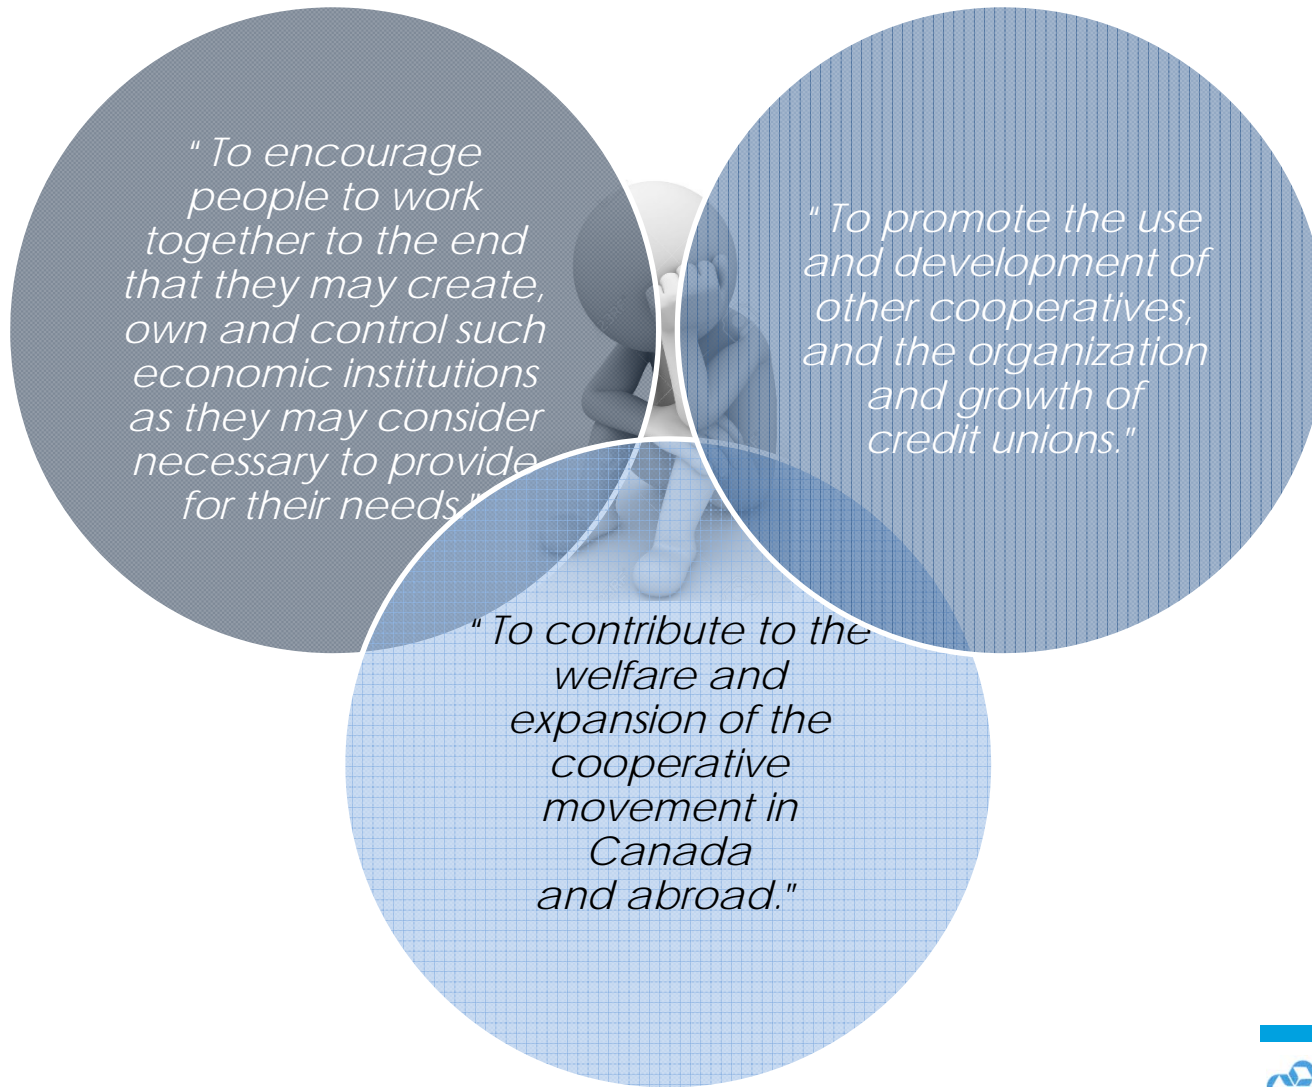 “To encourage
people to work
together to the end
that they may create,
own and control such
economic institutions
as they may consider
necessary to provide
for their needs."
“To promote the use
and development of
other cooperatives,
and the organization
and growth of
credit unions."
“To contribute to the
welfare and
expansion of the
cooperative
movement in
Canada
and abroad."